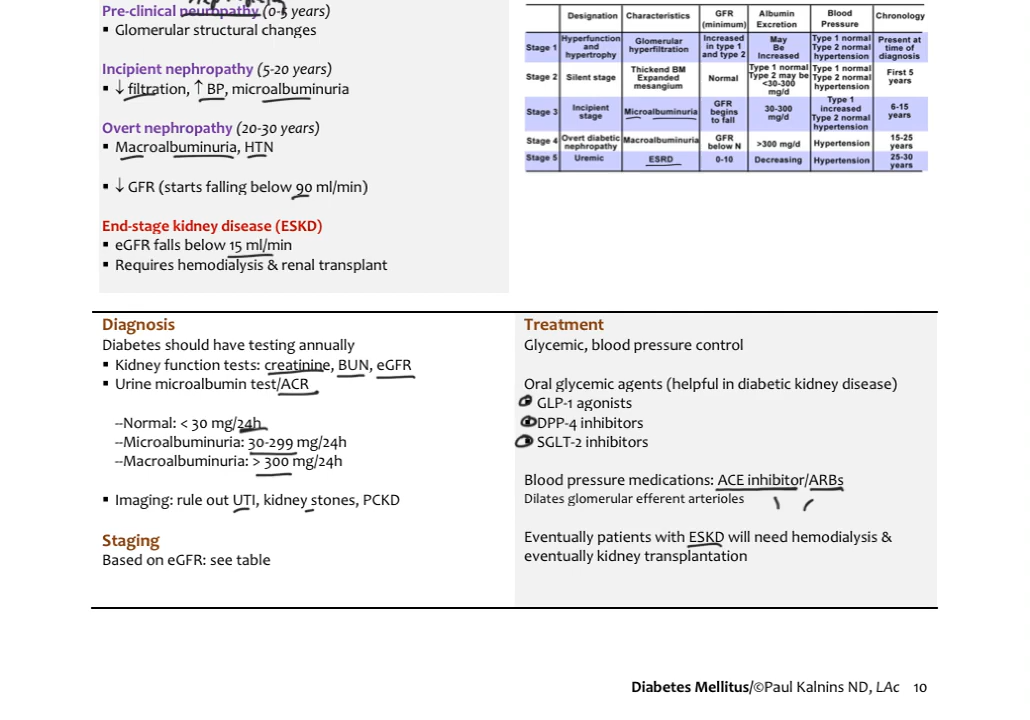 Pre-clinical neuropathy (0-5 years)
▪ Glomerular structural changes
Incipient nephropathy (5-20 years)
▪ ↓ filtration, ↑ BP, microalbuminuria
Overt nephropathy (20-30 years)
▪ Macroalbuminuria, HTN
▪ ↓ GFR (starts falling below 90 ml/min)
End-stage kidney disease (ESKD)
▪ eGFR falls below 15 ml/min
▪ Requires hemodialysis & renal transplant
Designation Characteristics GFR (minimum) Albumin Excretion Blood Pressure Chronology
Stage 1 Hyperfunction and hypertrophy Glomerular hyperfiltration Increased in type 1 and type 2 May Be Increased Type 1 normal Type 2 normal hypertension Present at time of diagnosis
Stage 2 Silent stage Thickend BM Expanded mesangium Normal Type 1 normal Type 2 may be <30-300 mg/d Type 1 normal Type 2 normal hypertension First 5 years
Stage 3 Incipient stage Microalbuminuria GFR begins to fall 30-300 mg/d Type 1 increased Type 2 normal hypertension 6-15 years
Stage 4 Overt diabetic nephropathy Macroalbuminuria GFR below N >300 mg/d Hypertension 15-25 years
Stage 5 Uremic ESRD 0-10 Decreasing Hypertension 25-30 years
Diagnosis
Diabetes should have testing annually
▪ Kidney function tests: creatinine, BUN, eGFR
▪ Urine microalbumin test/ACR
--Normal: < 30 mg/24h
--Microalbuminuria: 30-299 mg/24h
--Macroalbuminuria: > 300 mg/24h
▪ Imaging: rule out UTI, kidney stones, PCKD
Staging
Based on eGFR: see table
Treatment
Glycemic, blood pressure control
Oral glycemic agents (helpful in diabetic kidney disease)
GLP-1 agonists
DPP-4 inhibitors
SGLT-2 inhibitors
Blood pressure medications: ACE inhibitor/ARBs
Dilates glomerular efferent arterioles
Eventually patients with ESKD will need hemodialysis &
eventually kidney transplantation
Diabetes Mellitus/©Paul Kalnins ND, LAc 10